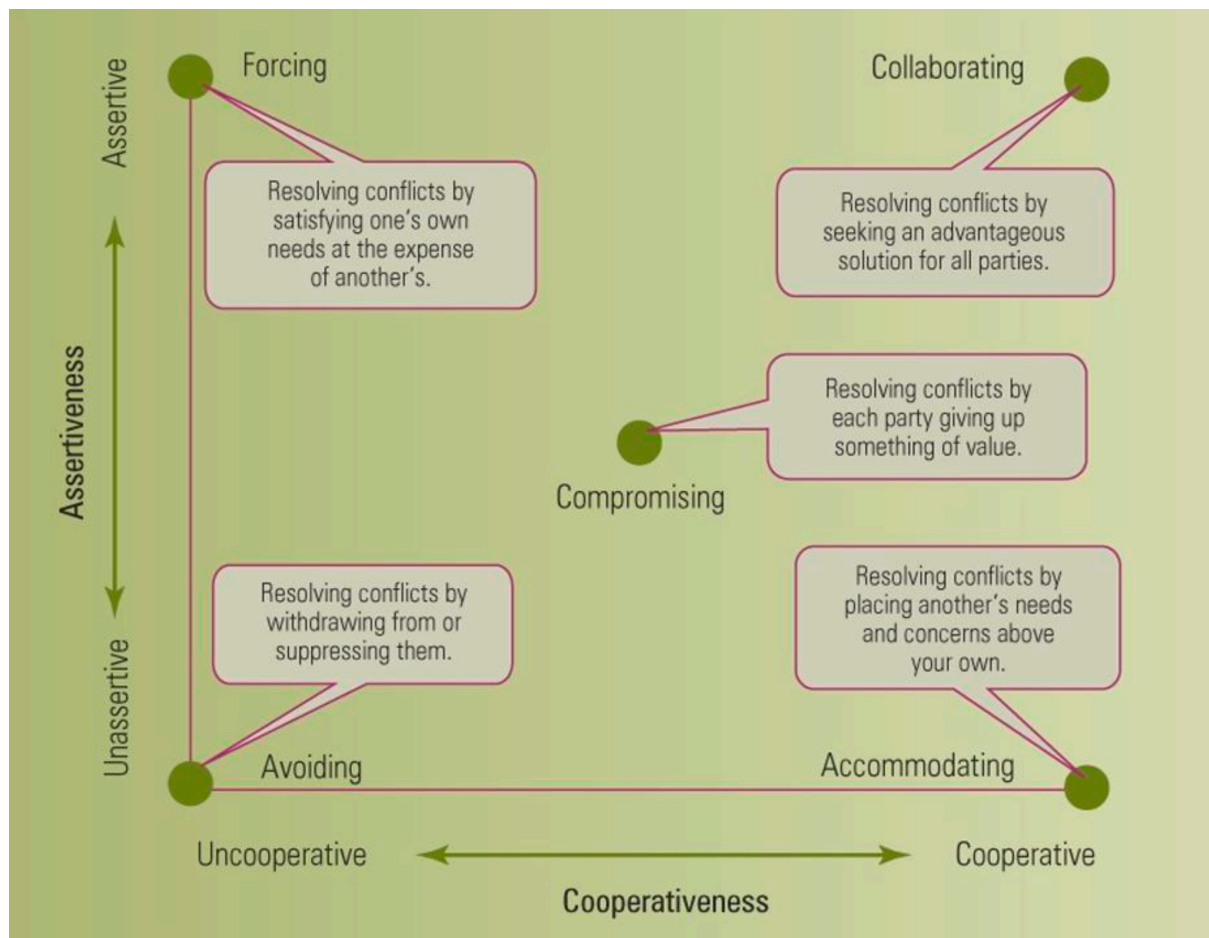 Forcing
Collaborating
Assertive
Resolving conflicts by
satisfying one's own
needs at the expense
of another's.
Resolving conflicts by
seeking an advantageous
solution for all parties.
Assertiveness
Resolving conflicts by
each party giving up
something of value.
Compromising
Resolving conflicts by
withdrawing from or
suppressing them.
Resolving conflicts by
placing another's needs
and concerns above
your own.
Unassertive
Avoiding
Accommodating
Uncooperative
Cooperative
Cooperativeness